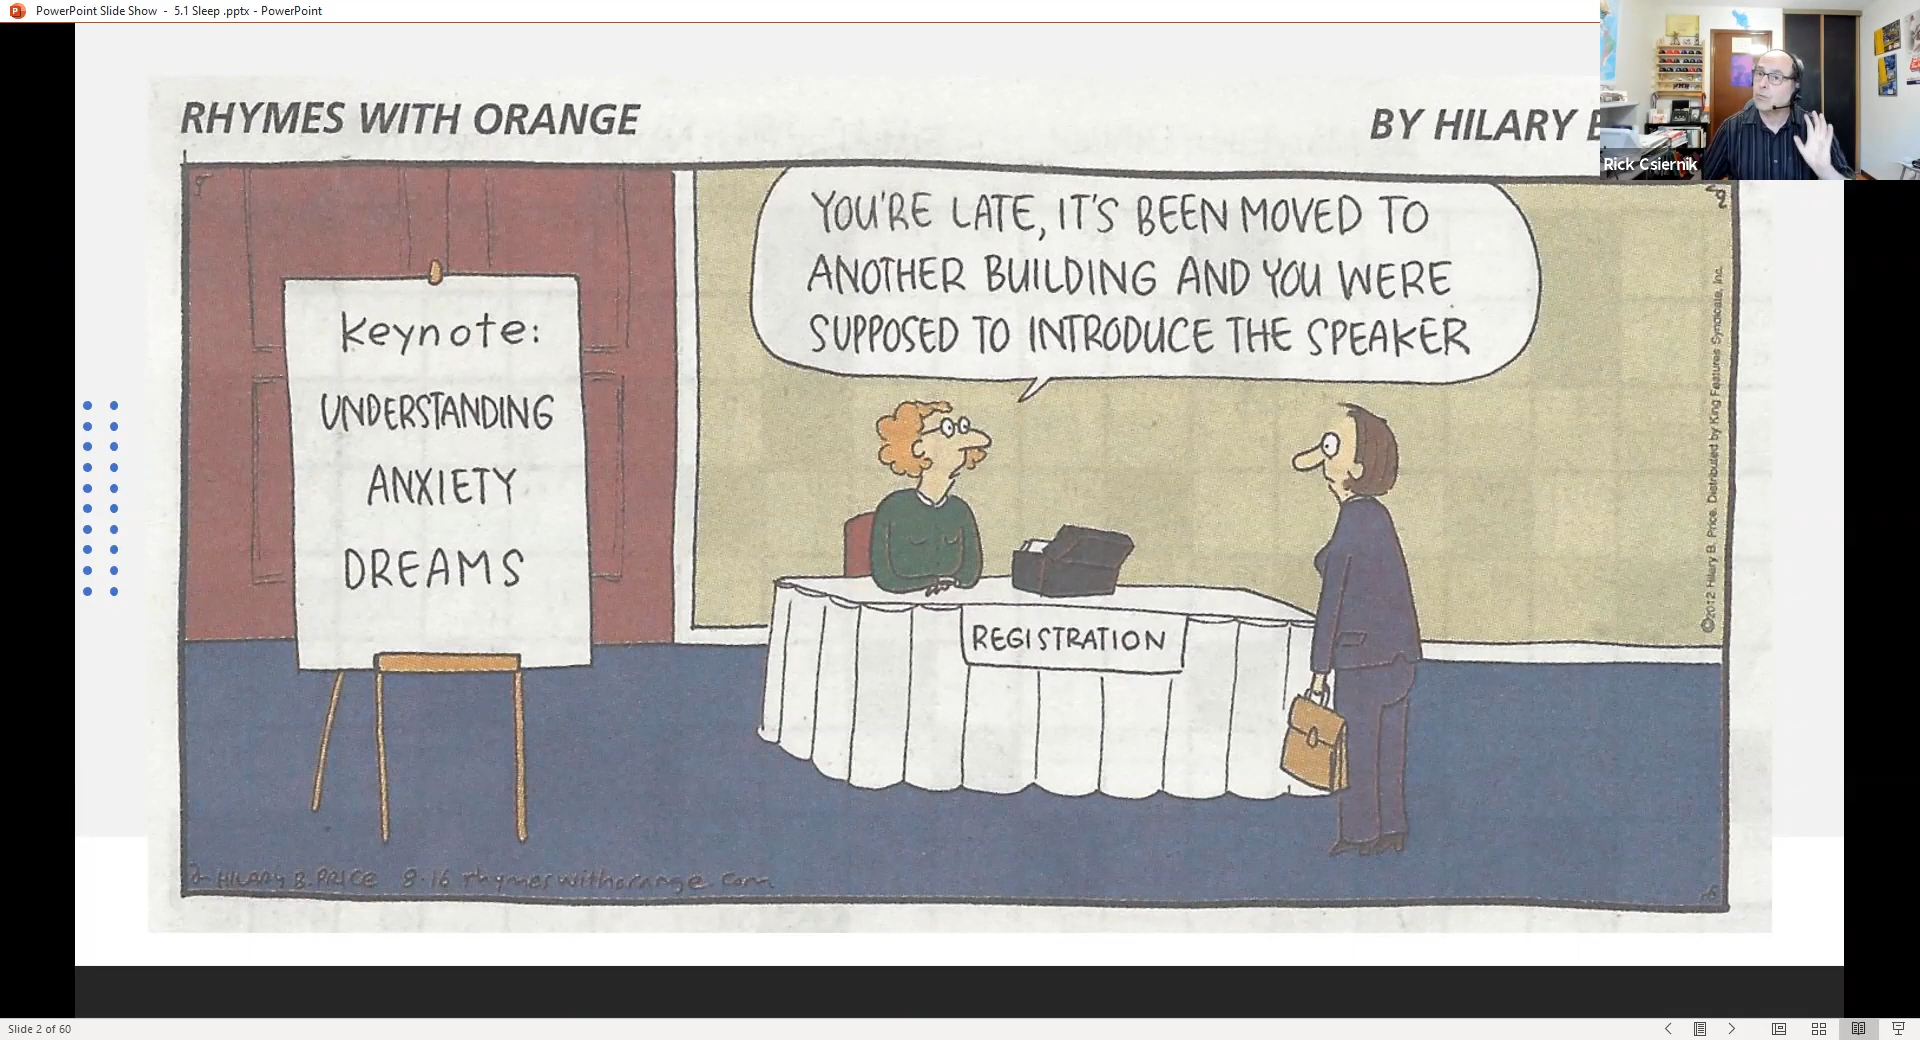 PowerPoint Slide Show - 5.1 Sleep .pptx - PowerPoint
RHYMES WITH ORANGE
BY HILARY
Rick Csiernik
YOU'RE LATE, IT'S BEEN MOVED TO
ANOTHER BUILDING AND YOU WERE
SUPPOSED TO INTRODUCE THE SPEAKER
Keynote:
UNDERSTANDING
ANXIETY
DREAMS
REGISTRATION
©2012 Hilary B. Price. Distributed by King Features Syndicate, Inc.
HILARY B. PRICE 8-16 rhymeswithorange.com
Slide 2 of 60